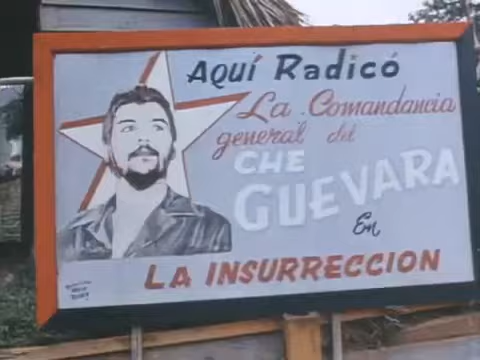 AQUÍ RADICÓ
La Comandancia
general del
CHE
GUEVARA
En
LA INSURRECCION